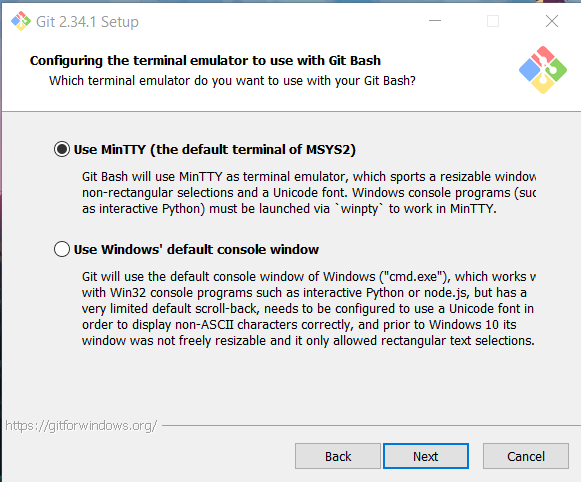 Git 2.34.1 Setup
Configuring the terminal emulator to use with Git Bash
Which terminal emulator do you want to use with your Git Bash?
Use MinTTY (the default terminal of MSYS2)
Git Bash will use MinTTY as terminal emulator, which sports a resizable window
non-rectangular selections and a Unicode font. Windows console programs (suc
as interactive Python) must be launched via `winpty` to work in MinTTY.
Use Windows' default console window
Git will use the default console window of Windows ("cmd.exe"), which works w
with Win32 console programs such as interactive Python or node.js, but has a
very limited default scroll-back, needs to be configured to use a Unicode font in
order to display non-ASCII characters correctly, and prior to Windows 10 its
window was not freely resizable and it only allowed rectangular text selections.
https://gitforwindows.org/
Back
Next
Cancel